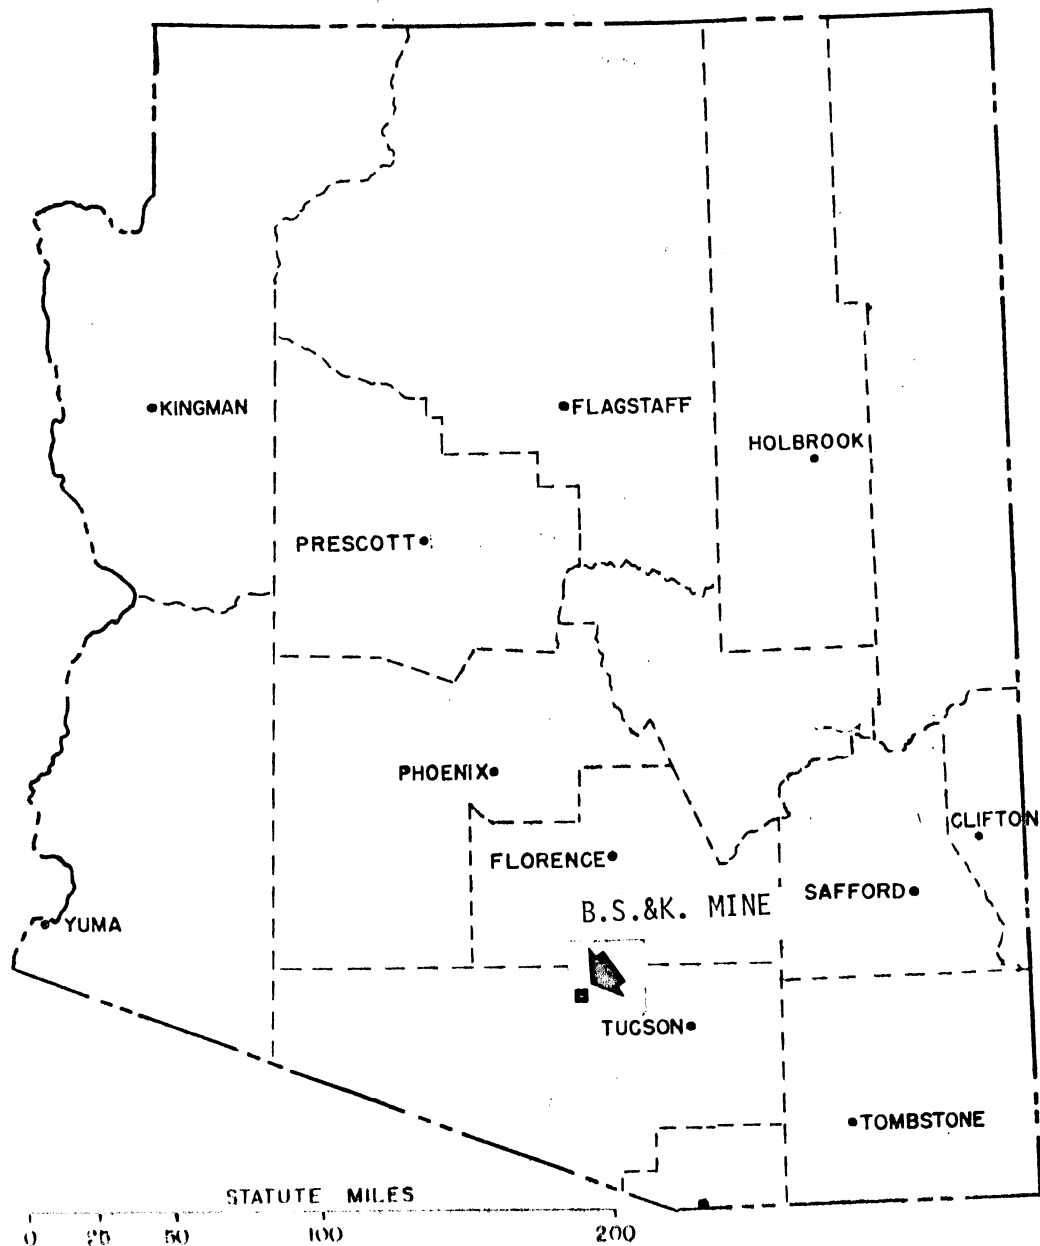 KINGMAN
FLAGSTAFF
HOLBROOK
PRESCOTT
PHOENIX
CLIFTON
FLORENCE
SAFFORD
B.S.&K. MINE
YUMA
TUCSON
TOMBSTONE
STATUTE MILES
0 25 50 100 200